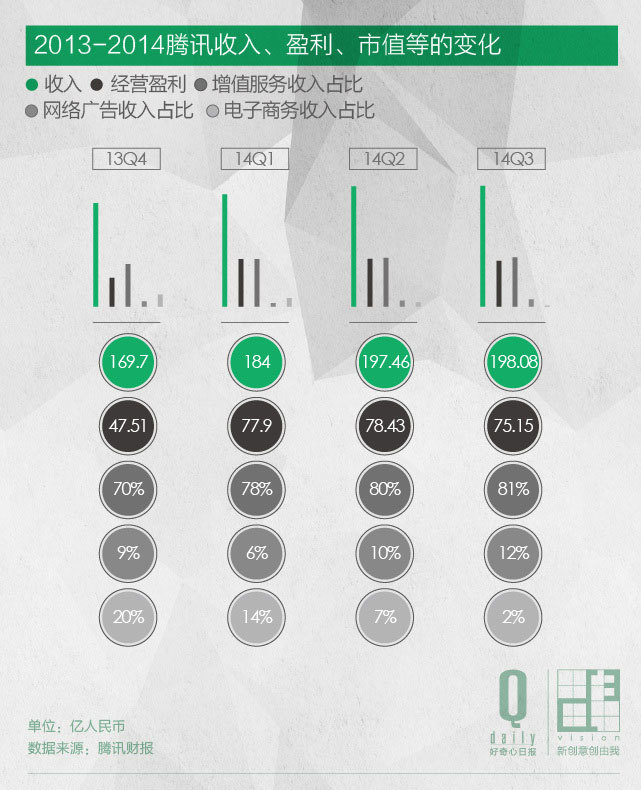 2013-2014腾讯收入、盈利、市值等的变化
收入 经营盈利 增值服务收入占比
网络广告收入占比 电子商务收入占比
13Q4 14Q1 14Q2 14Q3
169.7 184 197.46 198.08
47.51 77.9 78.43 75.15
70% 78% 80% 81%
9% 6% 10% 12%
20% 14% 7% 2%
单位：亿人民币
数据来源：腾讯财报
Q
daily
好奇心日报
vision
新创意创由我